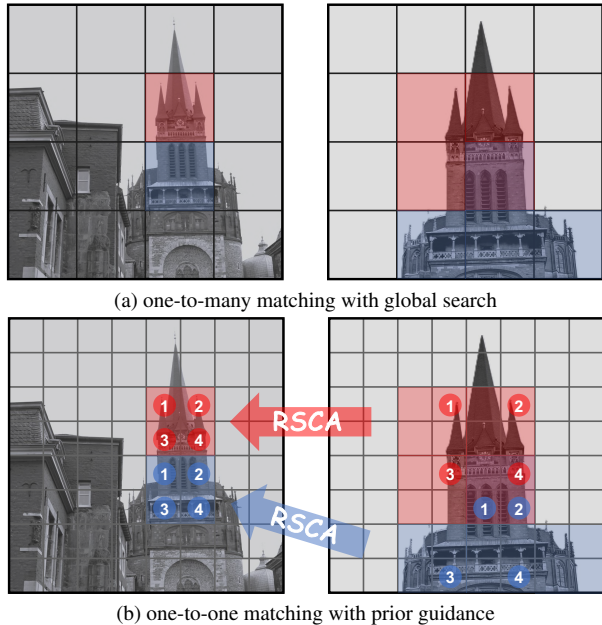 (a) one-to-many matching with global search
1 2 1 2
3 4 RSCA 3 4
1 2 1 2
3 4 RSCA 3 4
(b) one-to-one matching with prior guidance